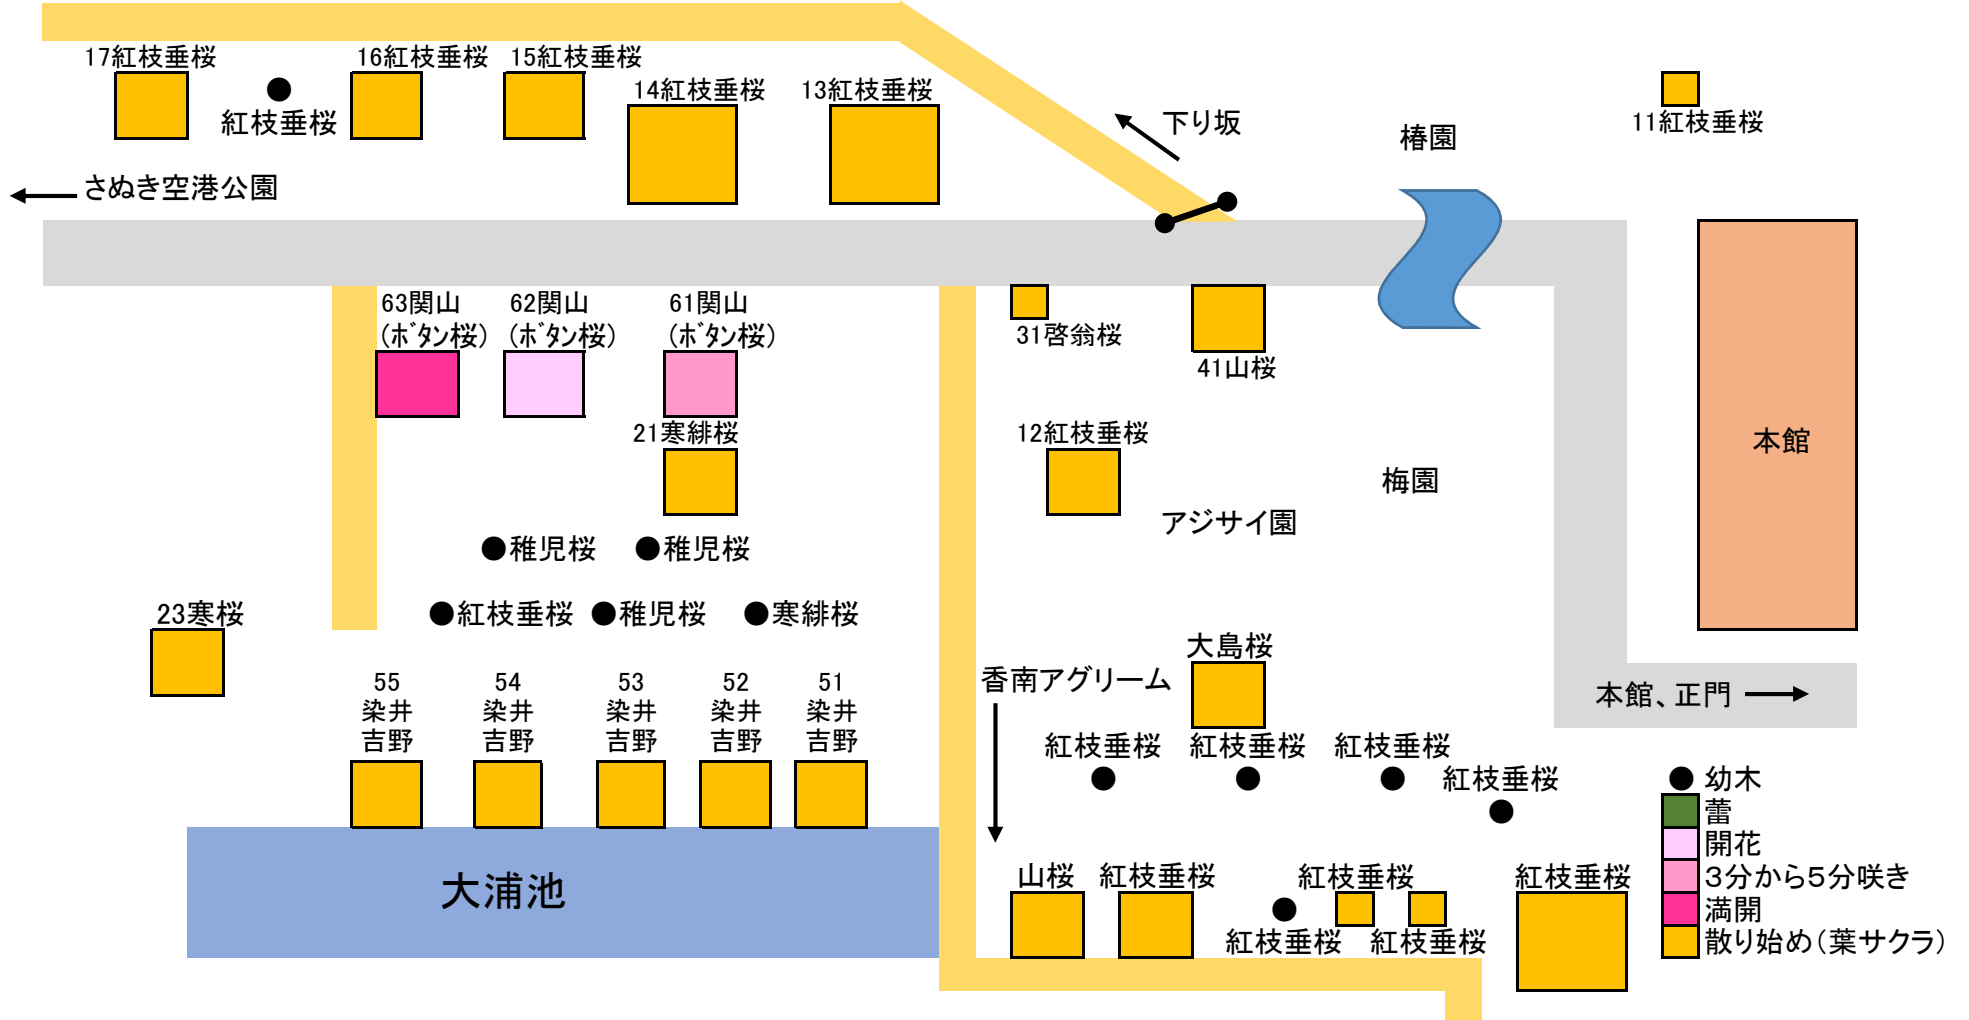 17紅枝垂桜
16紅枝垂桜
15紅枝垂桜
14紅枝垂桜
13紅枝垂桜
紅枝垂桜
下り坂
椿園
11紅枝垂桜
さぬき空港公園
63関山
(ボタン桜)
62関山
(ボタン桜)
61関山
(ボタン桜)
31啓翁桜
41山桜
21寒緋桜
12紅枝垂桜
本館
梅園
アジサイ園
稚児桜
稚児桜
23寒桜
紅枝垂桜
稚児桜
寒緋桜
大島桜
香南アグリーム
本館、正門
55
染井
吉野
54
染井
吉野
53
染井
吉野
52
染井
吉野
51
染井
吉野
紅枝垂桜
紅枝垂桜
紅枝垂桜
紅枝垂桜
大浦池
山桜
紅枝垂桜
紅枝垂桜
紅枝垂桜
紅枝垂桜
紅枝垂桜
幼木
蕾
開花
3分から5分咲き
満開
散り始め(葉サクラ)